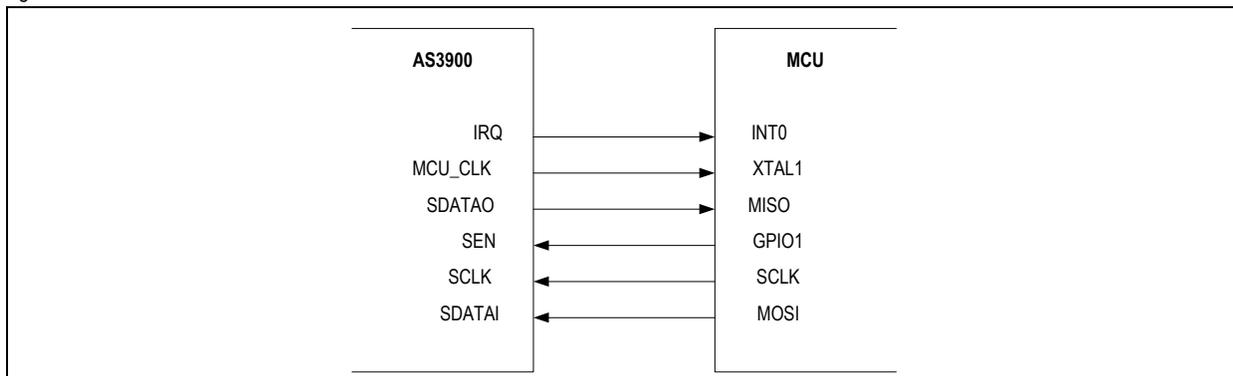 AS3900 MCU
IRQ INT0
MCU_CLK XTAL1
SDATAO MISO
SEN GPIO1
SCLK SCLK
SDATAI MOSI